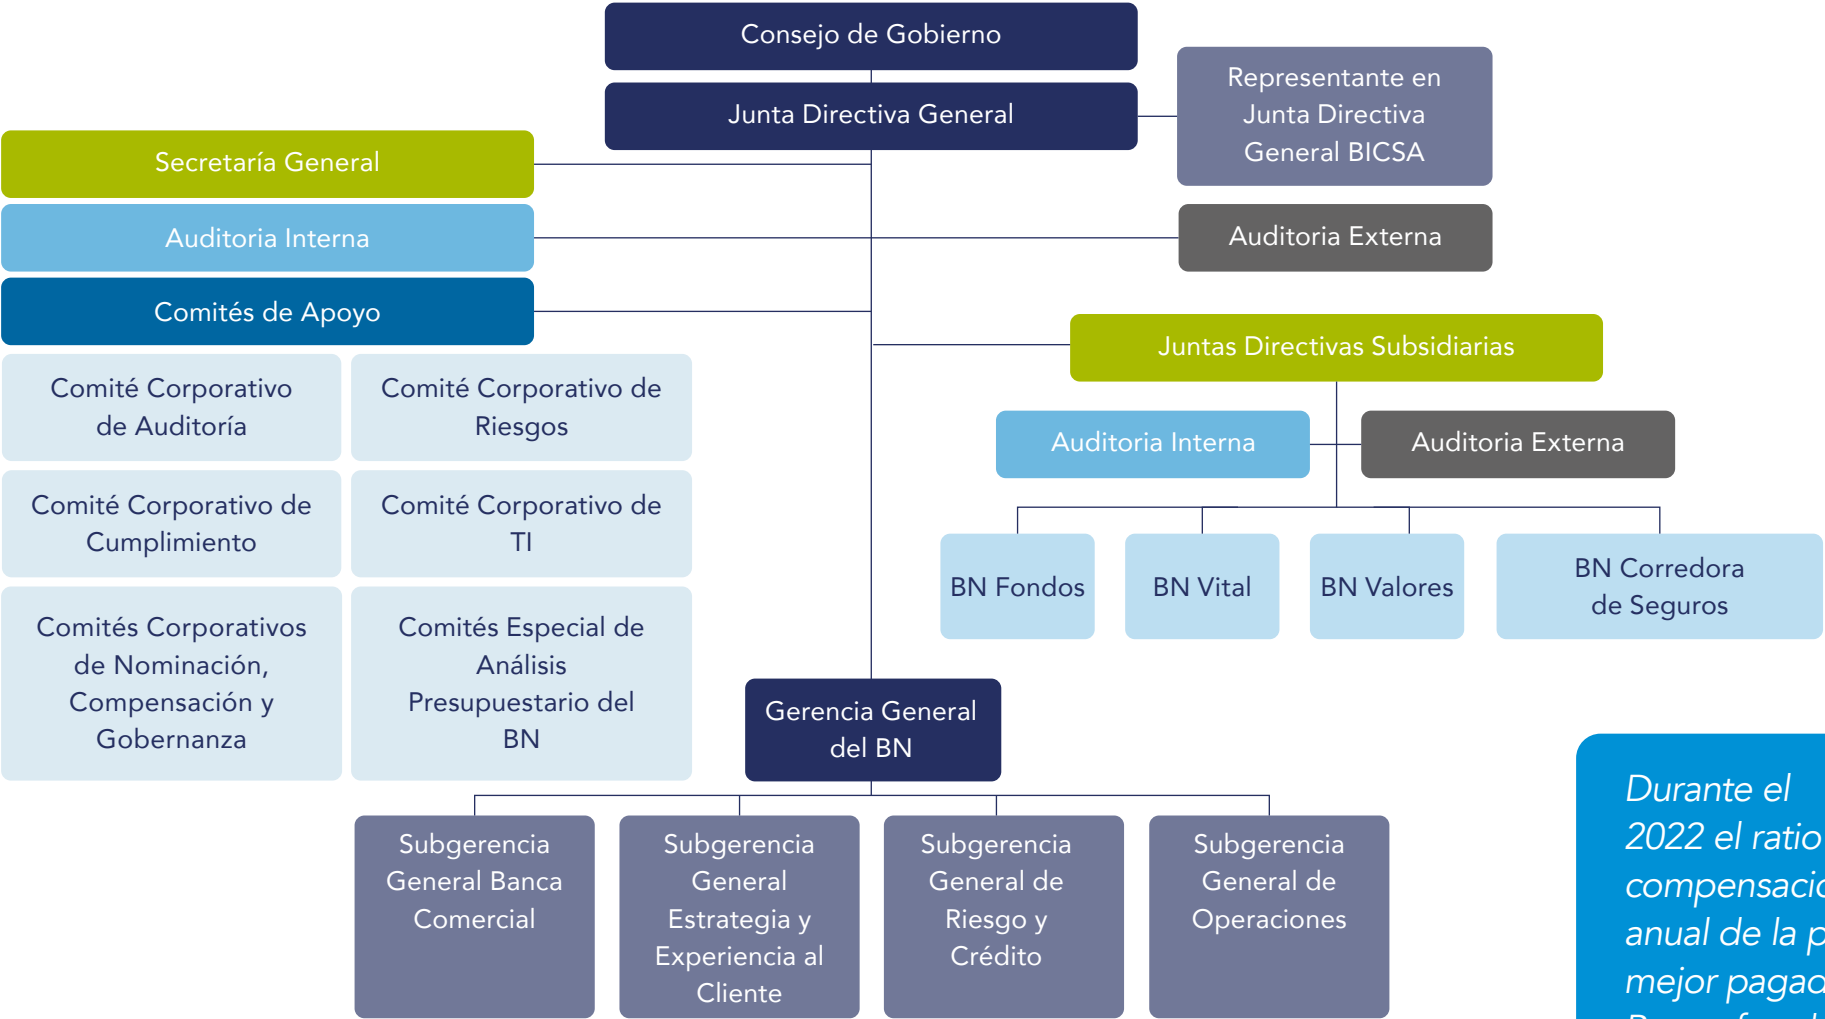 Consejo de Gobierno
Junta Directiva General
Representante en
Junta Directiva
General BICSA
Secretaría General
Auditoria Interna
Auditoria Externa
Comités de Apoyo
Juntas Directivas Subsidiarias
Comité Corporativo
de Auditoría
Comité Corporativo de
Riesgos
Auditoria Interna
Auditoria Externa
Comité Corporativo de
Cumplimiento
Comité Corporativo de
TI
BN Fondos
BN Vital
BN Valores
BN Corredora
de Seguros
Comités Corporativos
de Nominación,
Compensación y
Gobernanza
Comités Especial de
Análisis
Presupuestario del
BN
Gerencia General
del BN
Subgerencia
General Banca
Comercial
Subgerencia
General
Estrategia y
Experiencia al
Cliente
Subgerencia
General de
Riesgo y
Crédito
Subgerencia
General de
Operaciones
Durante el
2022 el ratio
anual de la
mejor